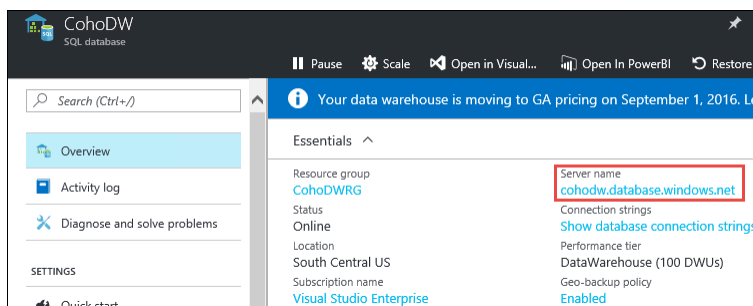 CohoDW
SQL database
Pause Scale Open in Visual... Open In PowerBI Restore
Search (Ctrl+/)
Your data warehouse is moving to GA pricing on September 1, 2016.
Overview
Essentials
Activity log
Resource group Server name
CohoDWRG cohodw.database.windows.net
Diagnose and solve problems
Status Connection strings
Online Show database connection strings
Location Performance tier
South Central US DataWarehouse (100 DWUs)
SETTINGS
Subscription name Geo-backup policy
Visual Studio Enterprise Enabled
Quick start